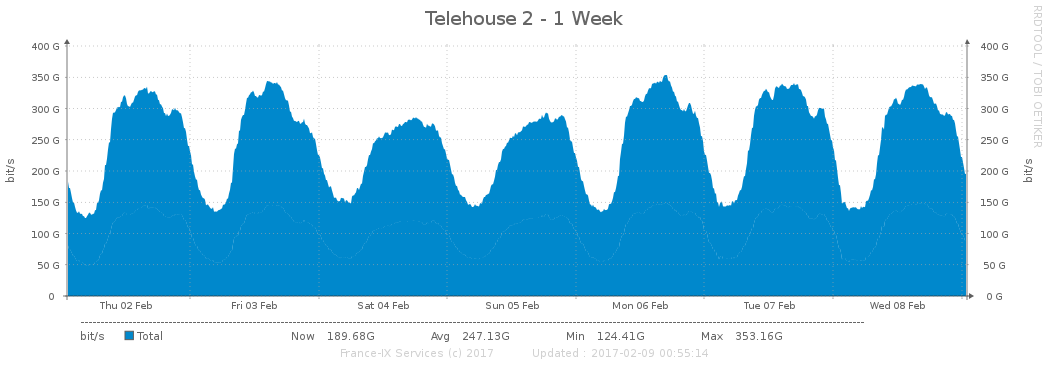 Telehouse 2 - 1 Week
RRDTOOL / TOBI OETIKER
400 G 400 G
350 G 350 G
300 G 300 G
250 G 250 G
200 G 200 G
150 G 150 G
100 G 100 G
50 G 50 G
0 0 G
bit/s bit/s
Thu 02 Feb Fri 03 Feb Sat 04 Feb Sun 05 Feb Mon 06 Feb Tue 07 Feb Wed 08 Feb
bit/s Total Now 189.68G Avg 247.13G Min 124.41G Max 353.16G
France-IX Services (c) 2017 Updated : 2017-02-09 00:55:14